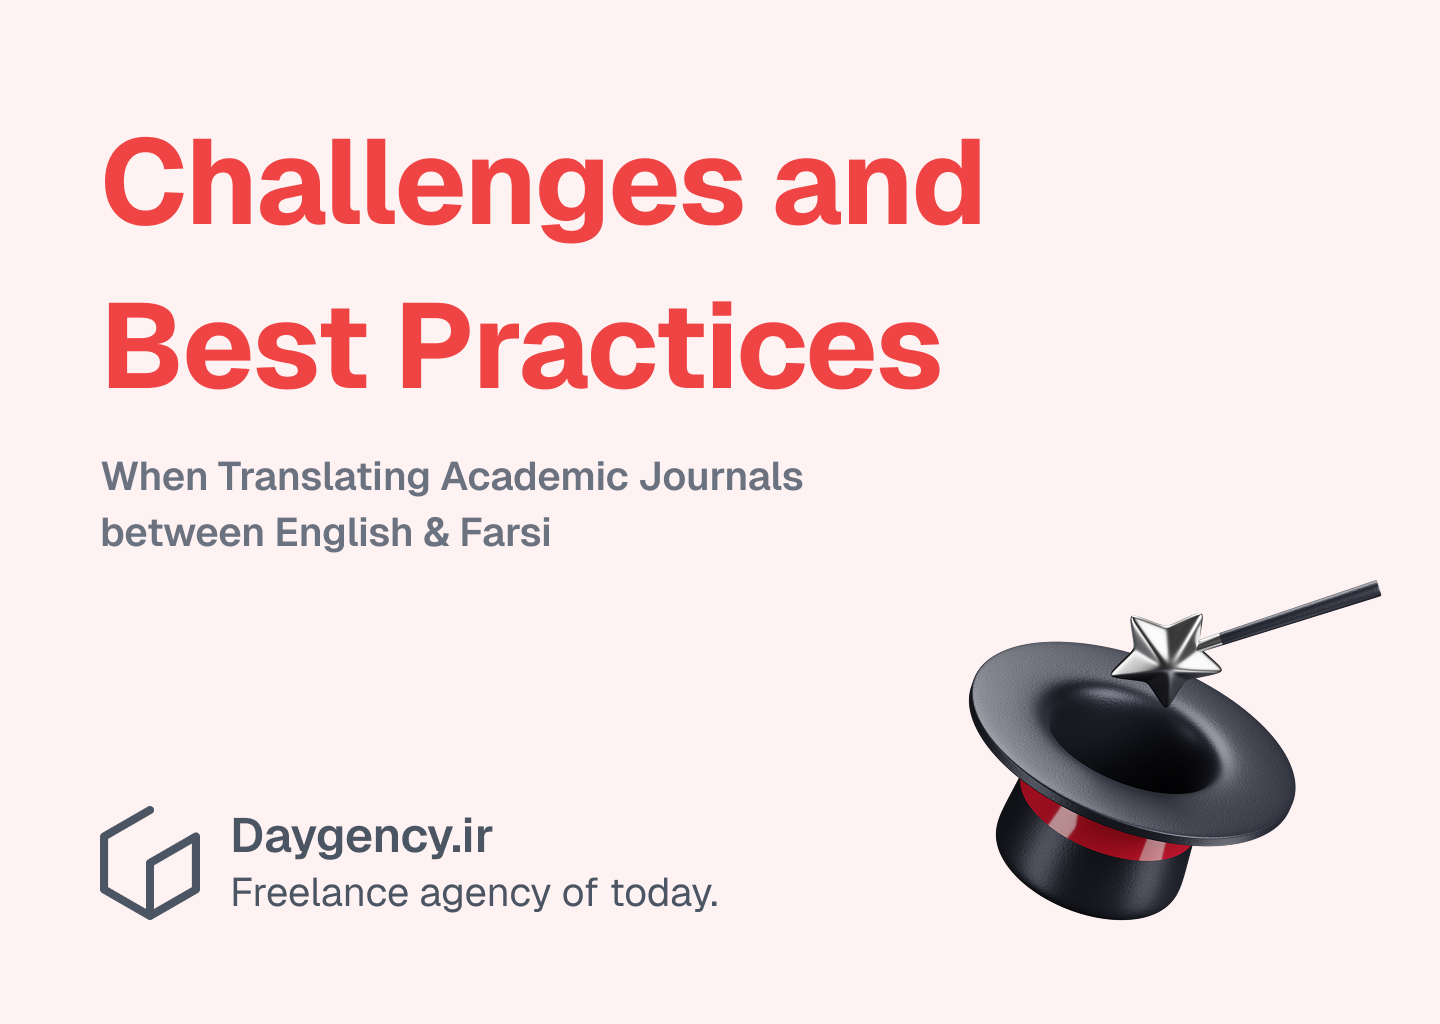 Challenges and
Best Practices
When Translating Academic Journals
between English & Farsi
Daygency.ir
Freelance agency of today.